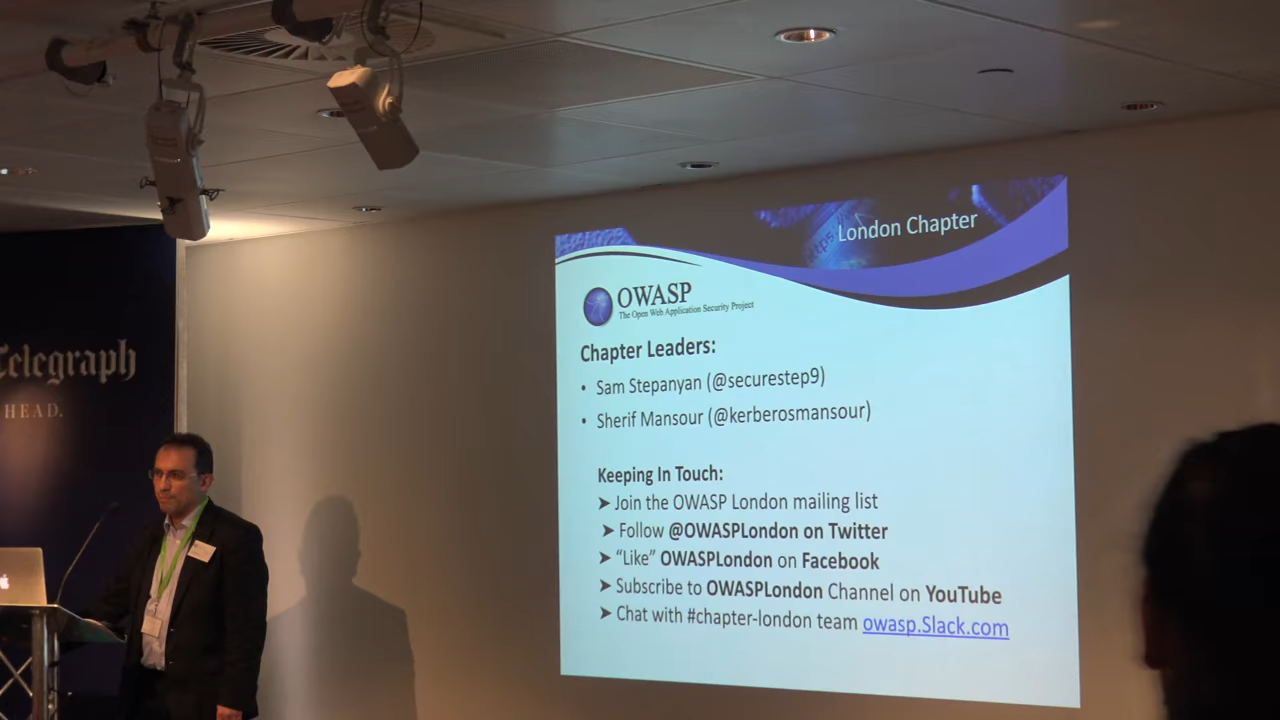 Telegraph
HEAD.
London Chapter
OWASP
The Open Web Application Security Project
Chapter Leaders:
• Sam Stepanyan (@securestep9)
• Sherif Mansour (@kerberosmansour)
Keeping In Touch:
➤ Join the OWASP London mailing list
➤ Follow @OWASPLondon on Twitter
➤ “Like” OWASPLondon on Facebook
➤ Subscribe to OWASPLondon Channel on YouTube
➤ Chat with #chapter-london team owasp.Slack.com